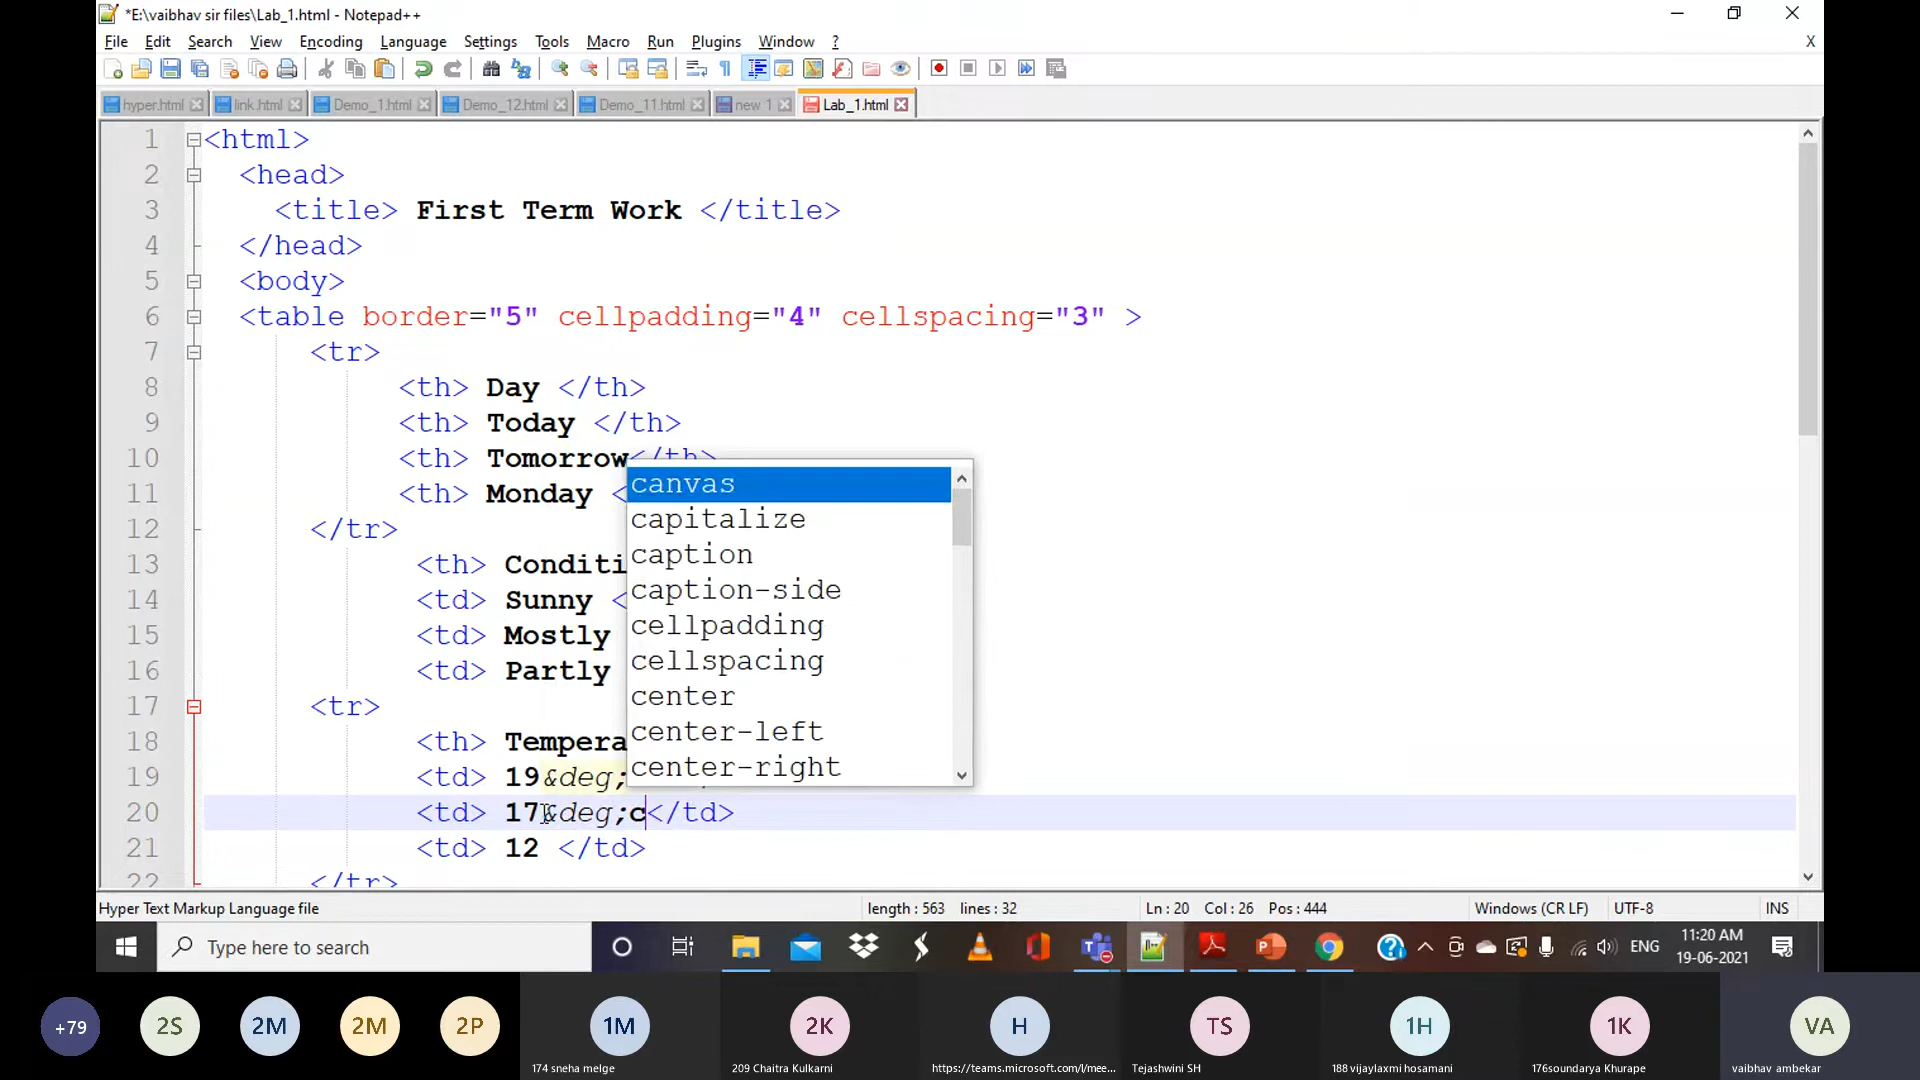 *E:\vaibhav sir files\Lab_1.html - Notepad++
File Edit Search View Encoding Language Settings Tools Macro Run Plugins Window ? X
hyper.html link.html Demo_1.html Demo_12.html Demo_11.html new 1 Lab_1.html
1 <html>
2 <head>
3 <title> First Term Work </title>
4 </head>
5 <body>
6 <table border="5" cellpadding="4" cellspacing="3" >
7 <tr>
8 <th> Day </th>
9 <th> Today </th>
10 <th> Tomorrow</th>
11 <th> Monday <
12 </tr>
13 <th> Conditi
14 <td> Sunny <
15 <td> Mostly
16 <td> Partly
17 <tr>
18 <th> Tempera
19 <td> 19&deg;
20 <td> 17&deg;c</td>
21 <td> 12 </td>
22 </tr>
canvas
capitalize
caption
caption-side
cellpadding
cellspacing
center
center-left
center-right
Hyper Text Markup Language file length : 563 lines : 32 Ln : 20 Col : 26 Pos : 444 Windows (CR LF) UTF-8 INS
Type here to search
ENG
11:20 AM
19-06-2021
+79 2S 2M 2M 2P 1M 2K H TS 1H 1K VA
174 sneha melge 209 Chaitra Kulkarni https://teams.microsoft.com/l/mee... Tejashwini SH 188 vijaylaxmi hosamani 176soundarya Khurape vaibhav ambekar